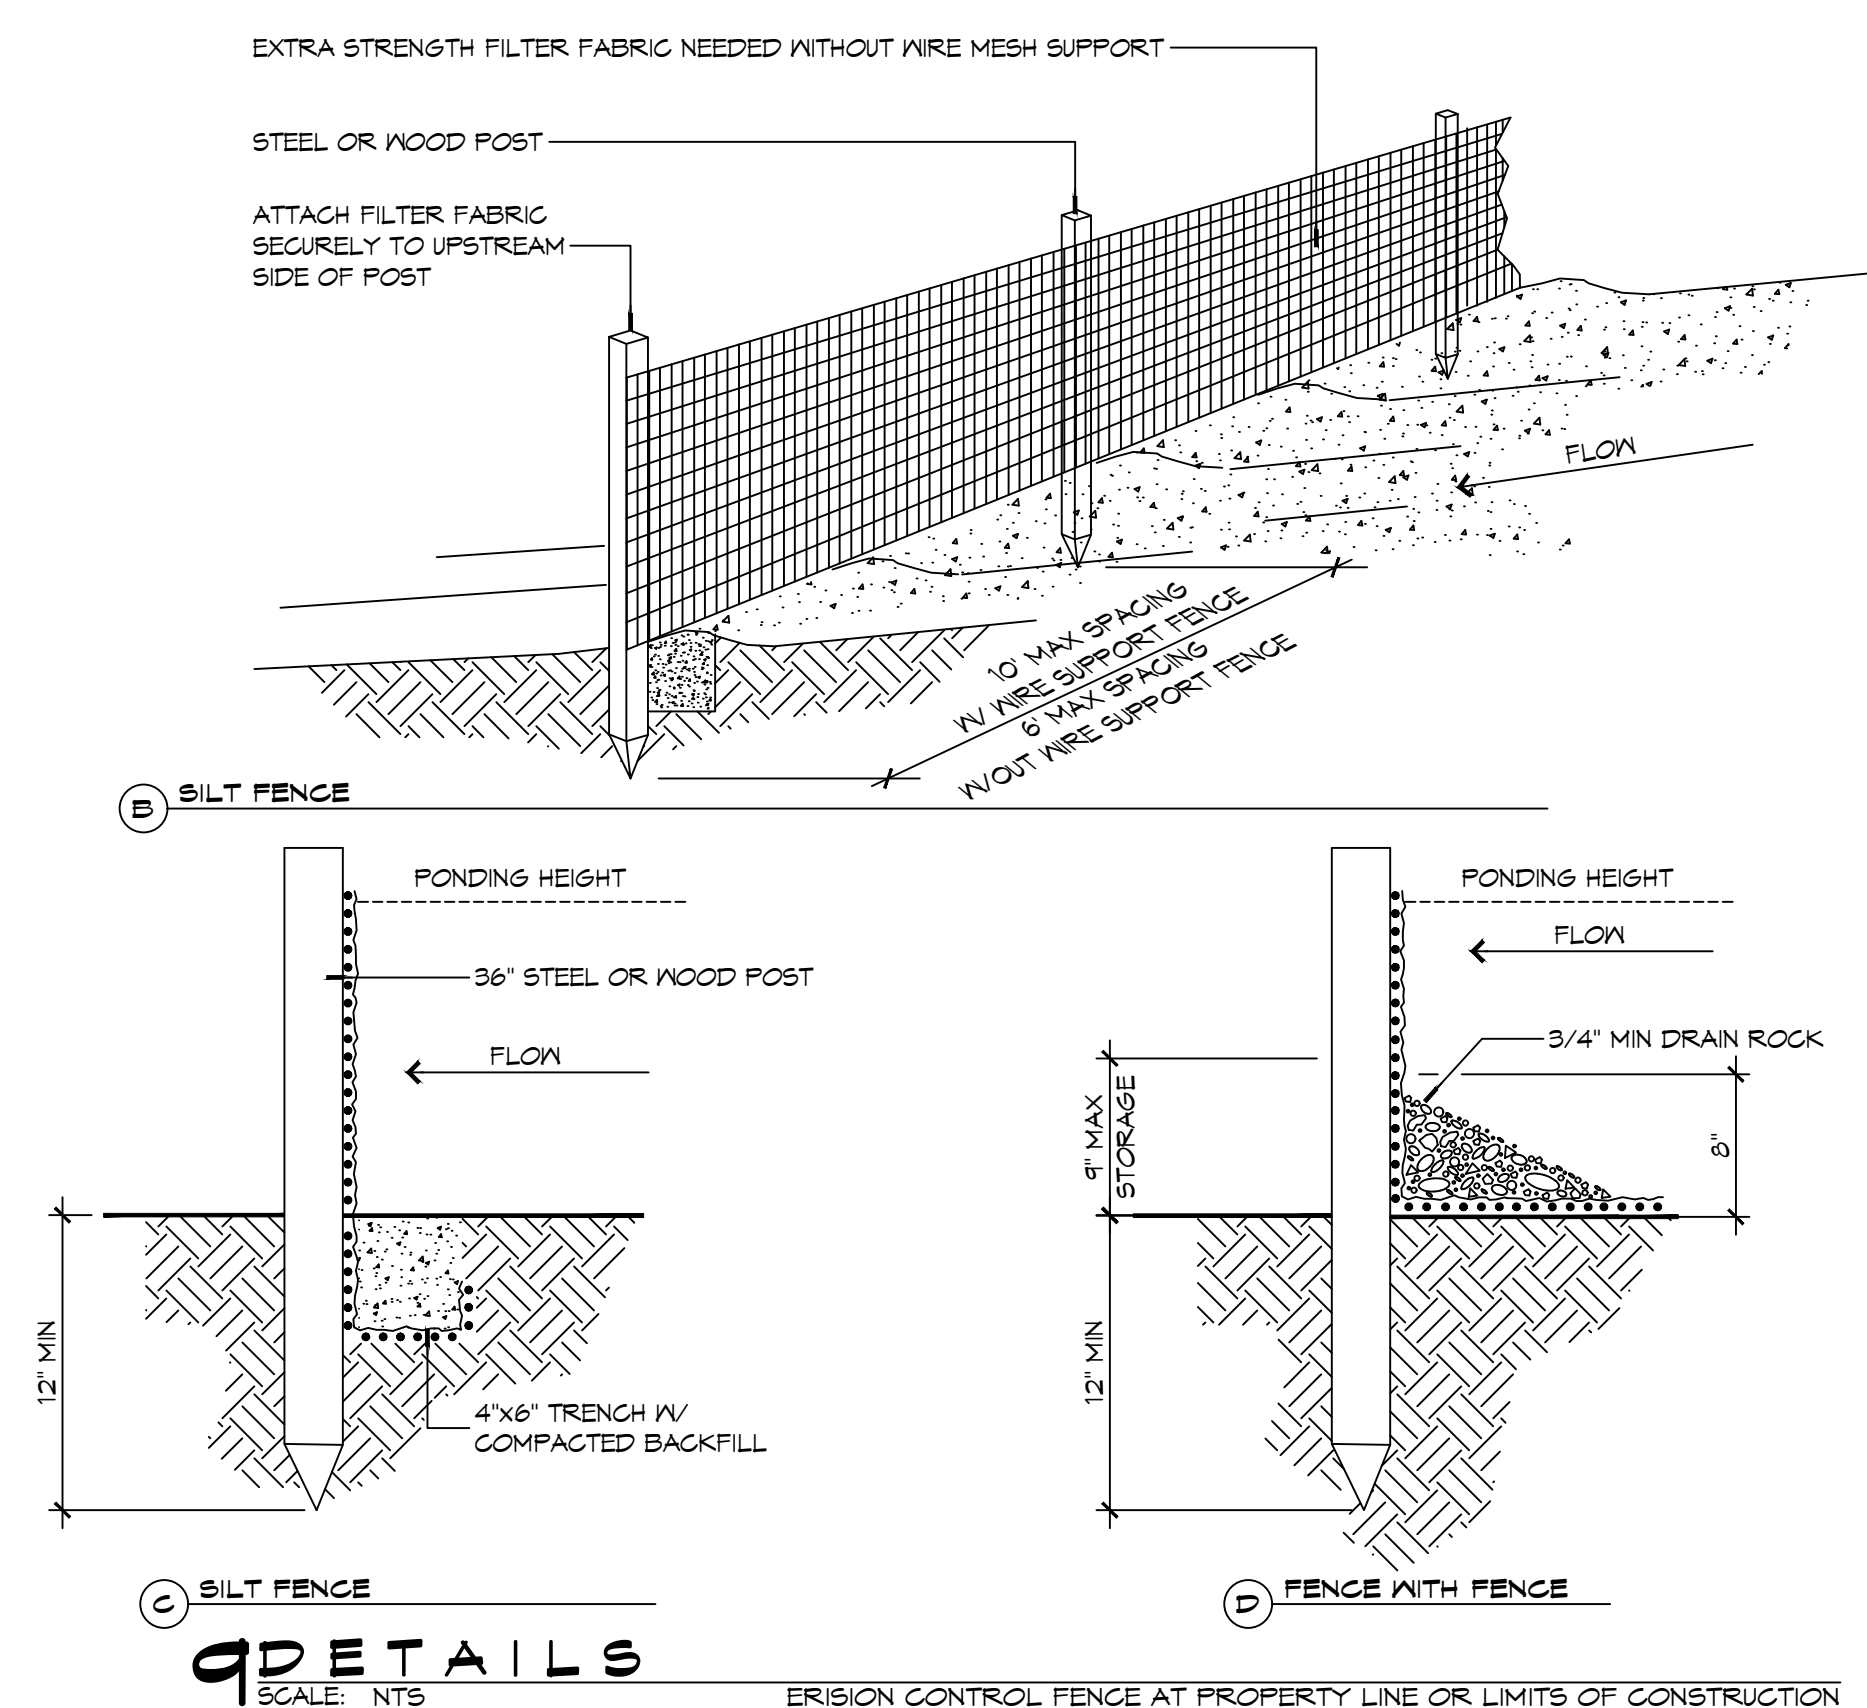 EXTRA STRENGTH FILTER FABRIC NEEDED WITHOUT WIRE MESH SUPPORT
STEEL OR WOOD POST
ATTACH FILTER FABRIC
SECURELY TO UPSTREAM
SIDE OF POST
FLOW
10' MAX SPACING
W/ WIRE SUPPORT FENCE
6' MAX SPACING
W/OUT WIRE SUPPORT FENCE
B SILT FENCE
PONDING HEIGHT
36" STEEL OR WOOD POST
FLOW
12" MIN
4"x6" TRENCH W/
COMPACTED BACKFILL
C SILT FENCE
PONDING HEIGHT
FLOW
3/4" MIN DRAIN ROCK
9" MAX
STORAGE
8"
12" MIN
D FENCE WITH FENCE
9 DETAILS
SCALE: NTS
ERISION CONTROL FENCE AT PROPERTY LINE OR LIMITS OF CONSTRUCTION